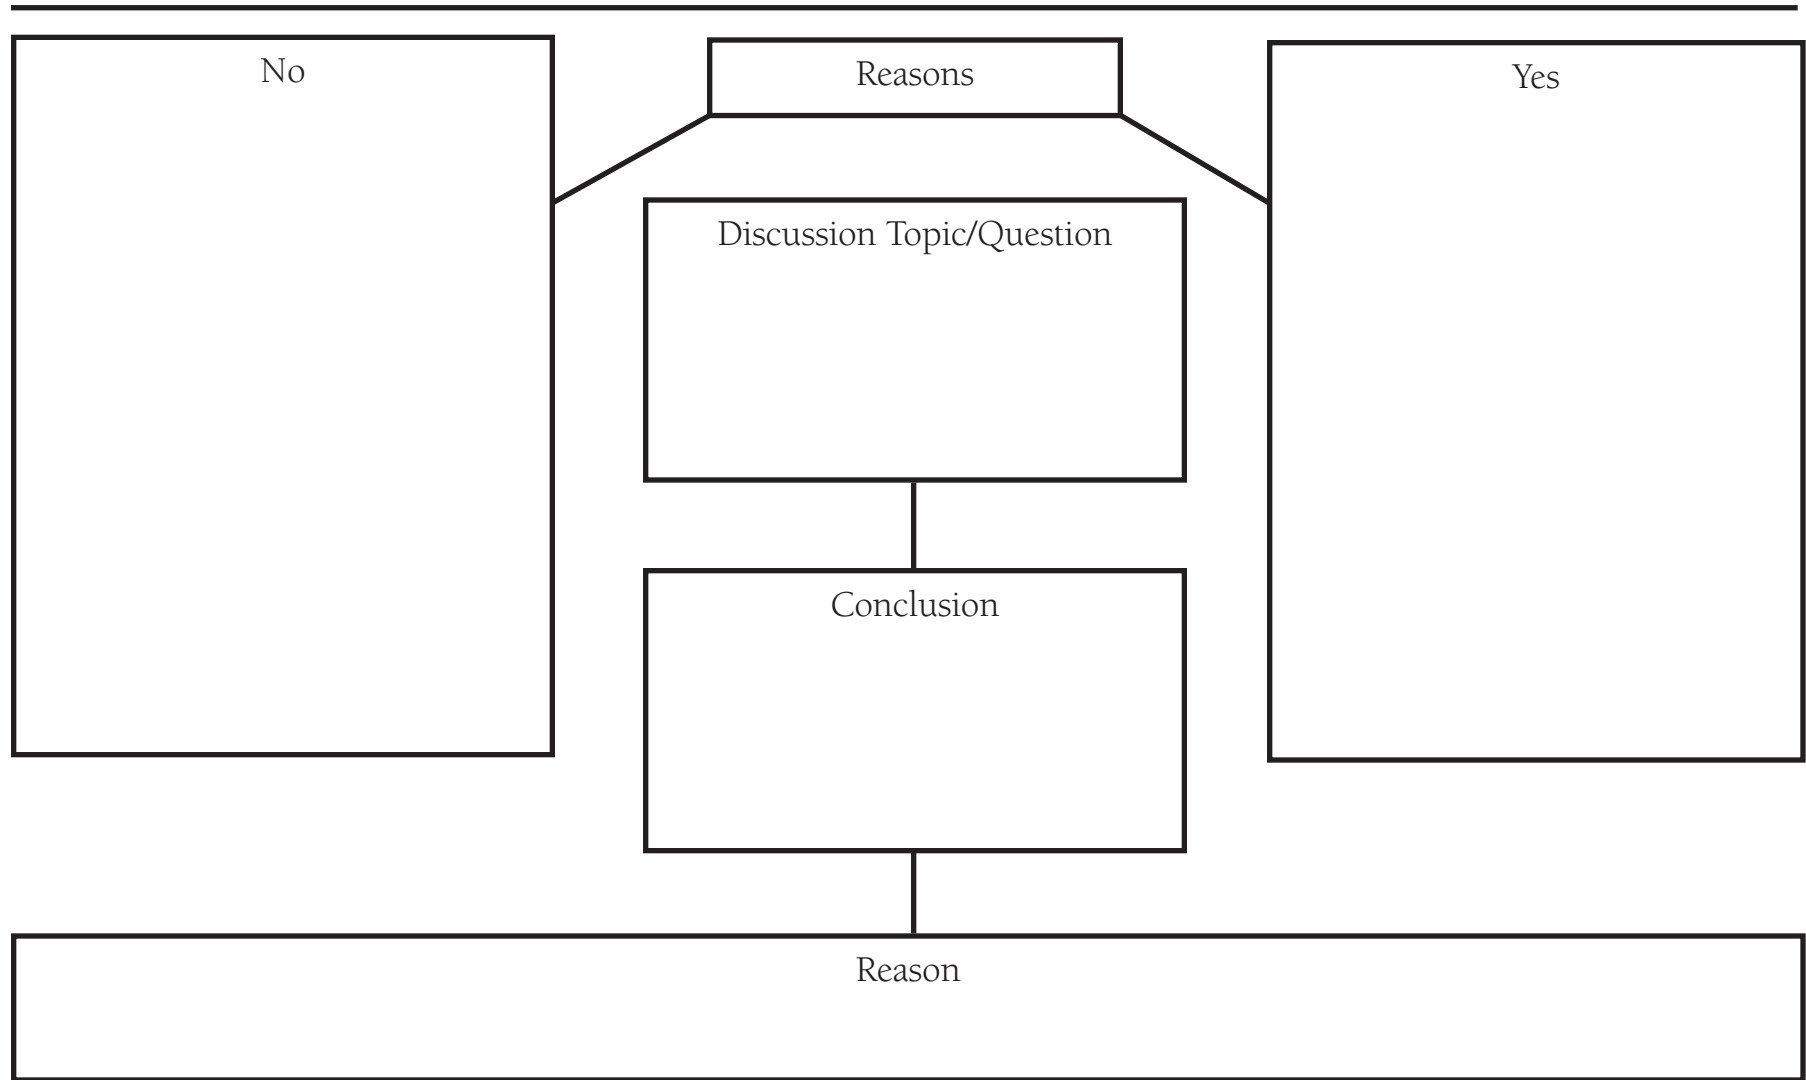 No
Reasons
Yes
Discussion Topic/Question
Conclusion
Reason